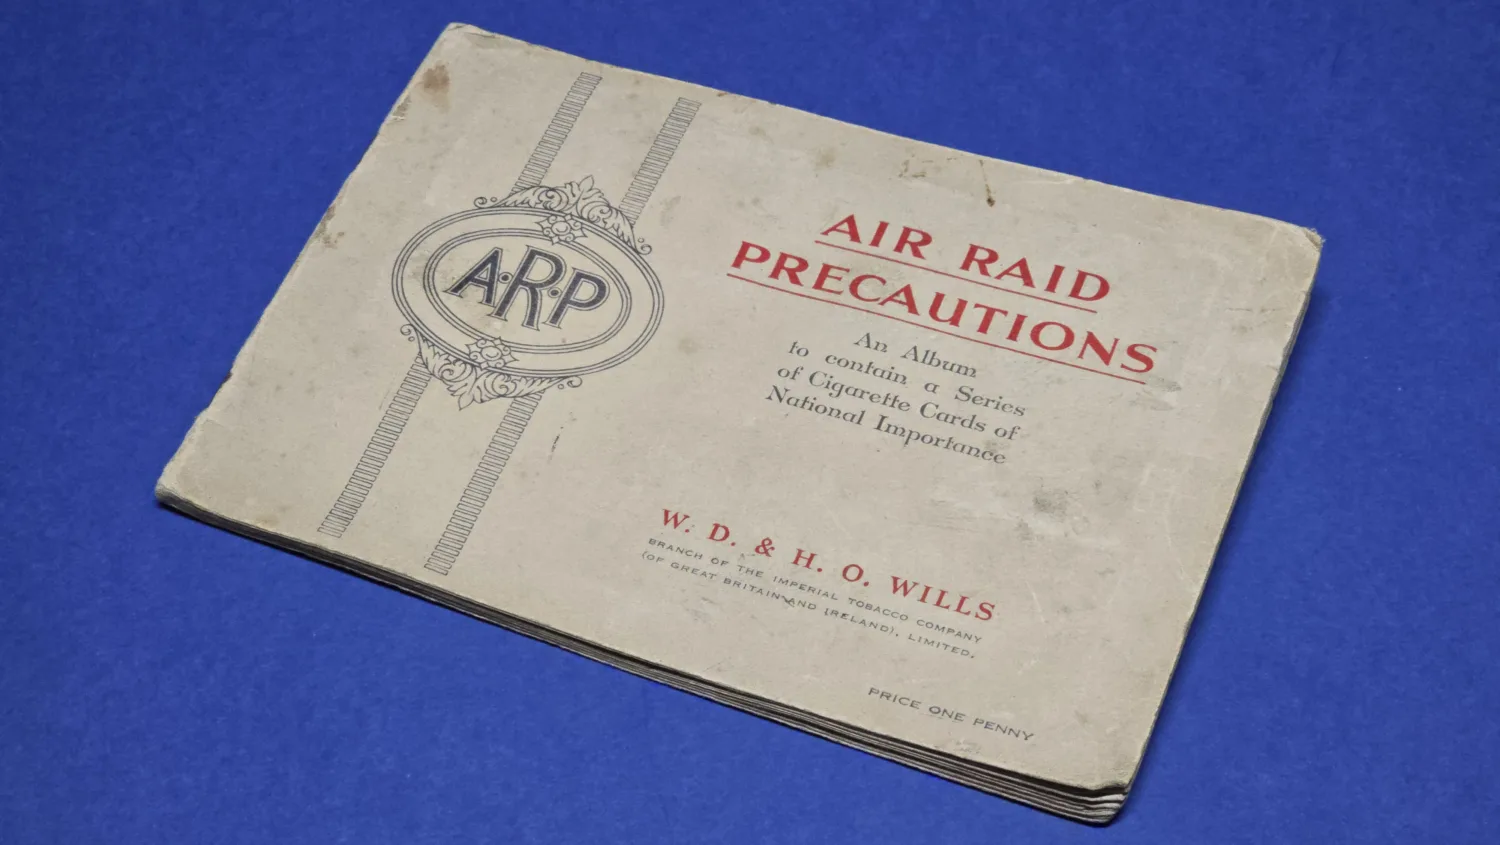 A·R·P
AIR RAID
PRECAUTIONS
An Album
to contain a Series
of Cigarette Cards of
National Importance
W. D. & H. O. WILLS
BRANCH OF THE IMPERIAL TOBACCO COMPANY
(OF GREAT BRITAIN AND IRELAND), LIMITED.
PRICE ONE PENNY